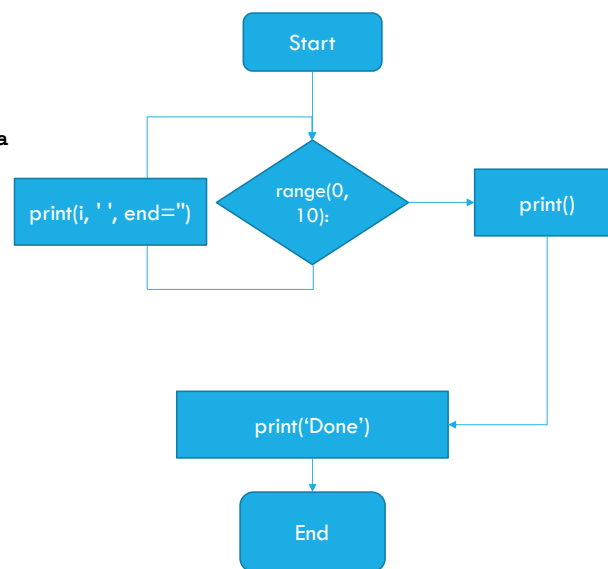 Start
a
range(0,
10):
print(i, ' ', end='')
print()
print(‘Done’)
End